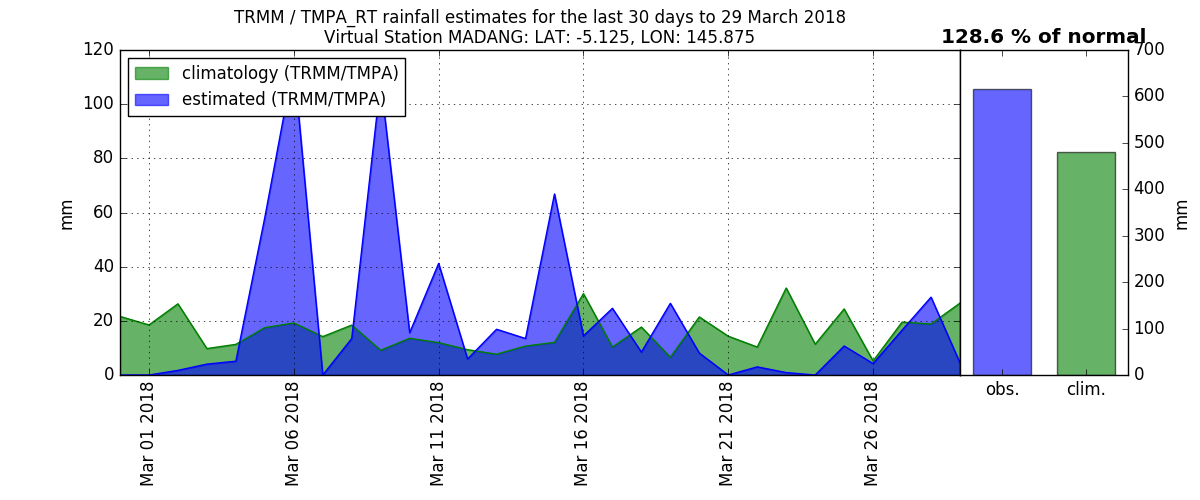 TRMM / TMPA_RT rainfall estimates for the last 30 days to 29 March 2018
Virtual Station MADANG: LAT: -5.125, LON: 145.875
128.6 % of normal
climatology (TRMM/TMPA)
estimated (TRMM/TMPA)
120
100
80
60
40
20
0
mm
Mar 01 2018
Mar 06 2018
Mar 11 2018
Mar 16 2018
Mar 21 2018
Mar 26 2018
700
600
500
400
300
200
100
0
mm
obs.
clim.